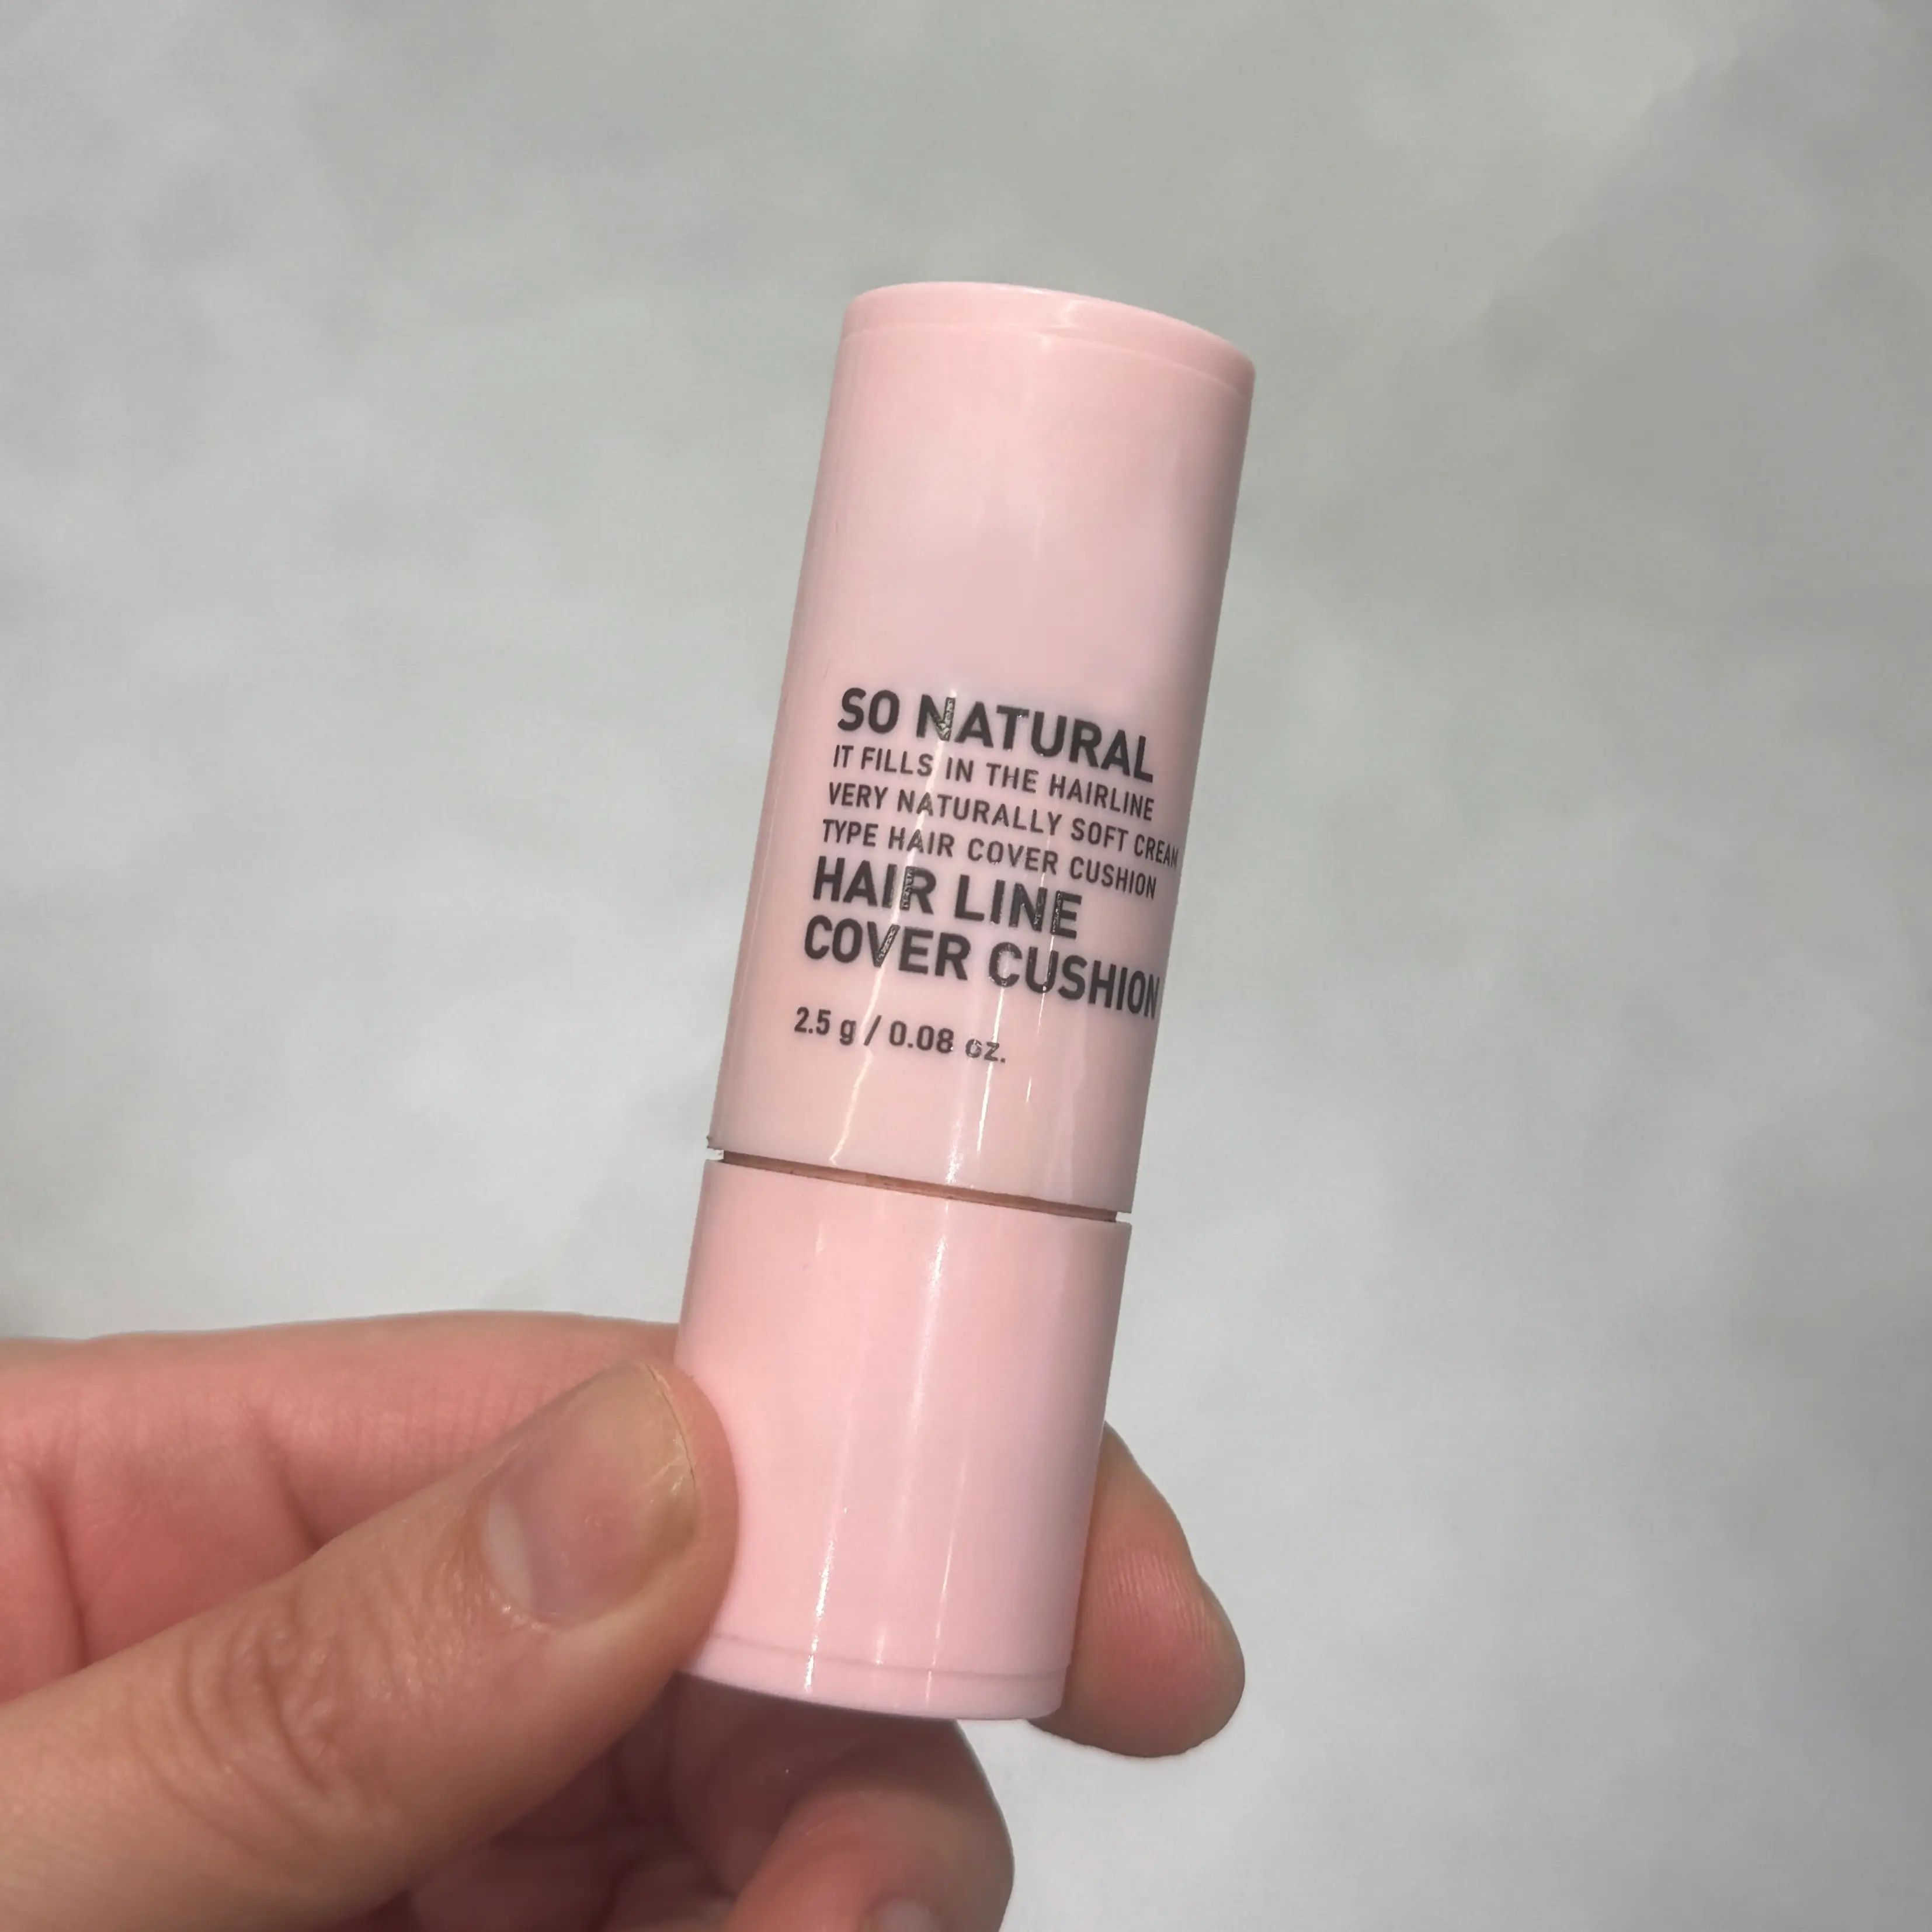 SO NATURAL
IT FILLS IN THE HAIRLINE
VERY NATURALLY SOFT CREAM
TYPE HAIR COVER CUSHION
HAIR LINE
COVER CUSHION
2.5 g / 0.08 oz.